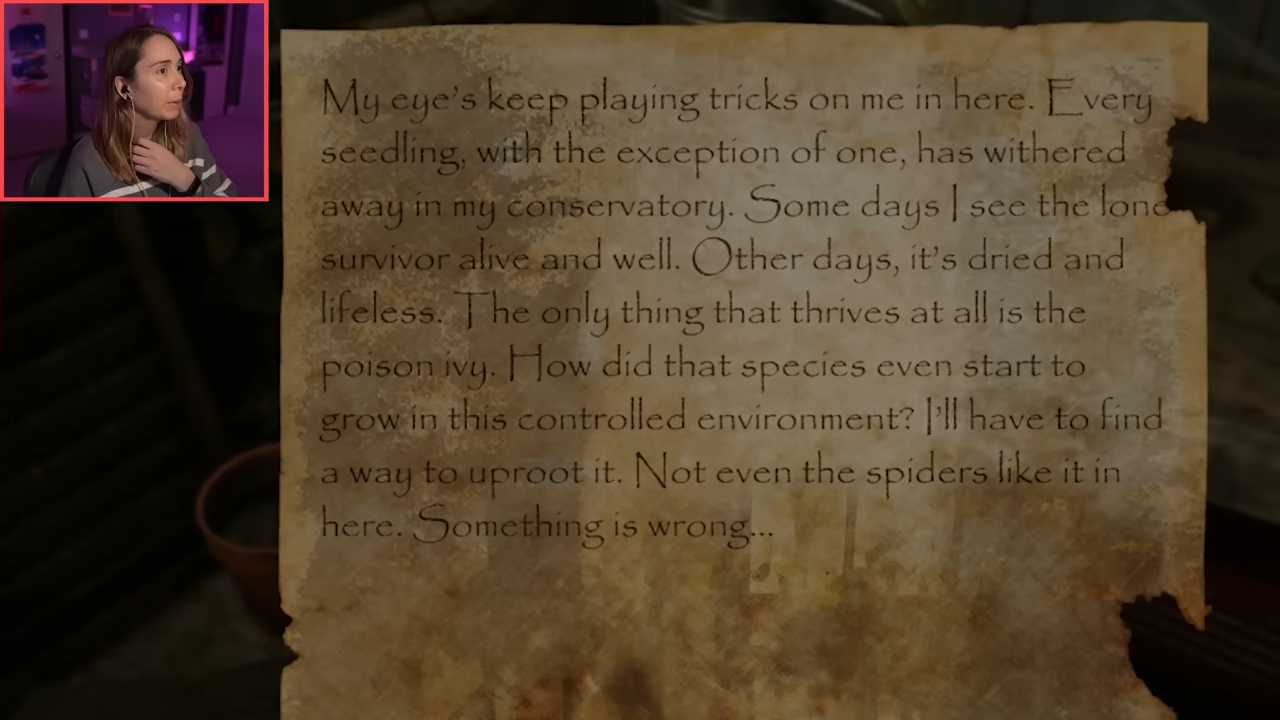 My eye's keep playing tricks on me in here. Every
seedling, with the exception of one, has withered
away in my conservatory. Some days I see the lone
survivor alive and well. Other days, it's dried and
lifeless. The only thing that thrives at all is the
poison ivy. How did that species even start to
grow in this controlled environment? I'll have to find
a way to uproot it. Not even the spiders like it in
here. Something is wrong...